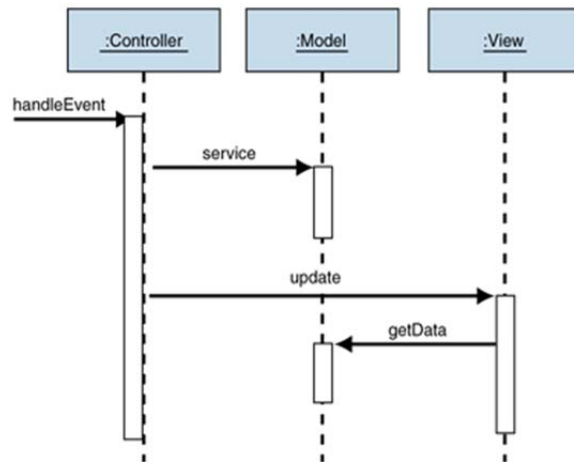 :Controller
:Model
:View
handleEvent
service
update
getData